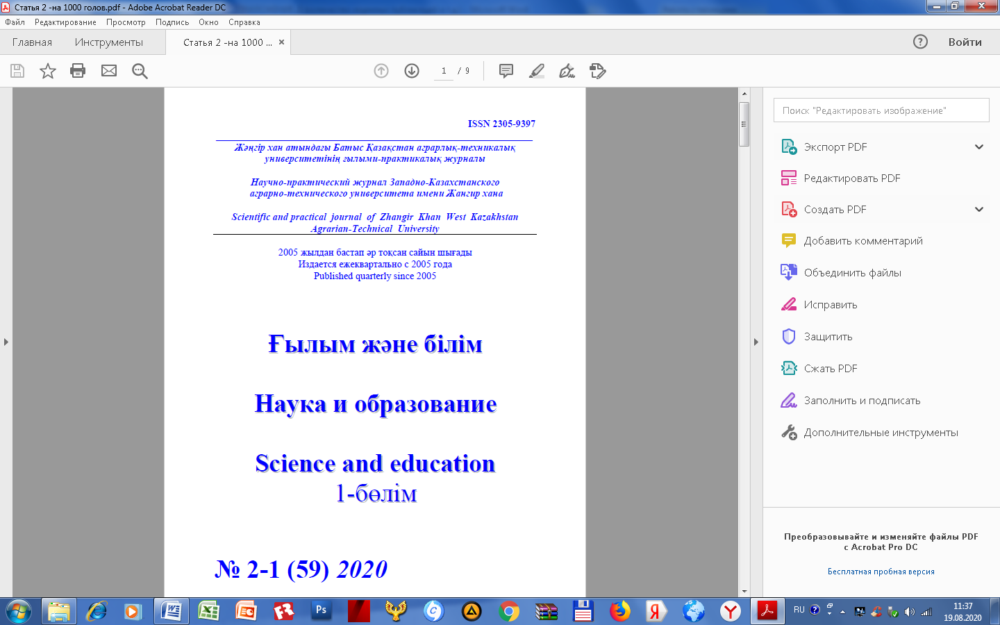 Статья 2 -на 1000 голов.pdf - Adobe Acrobat Reader DC
Файл Редактирование Просмотр Подпись Окно Справка
Главная Инструменты Статья 2 -на 1000 ... Войти
1 / 9
ISSN 2305-9397
Жәңгір хан атындағы Батыс Қазақстан аграрлық-техникалық
университетінің ғылыми-практикалық журналы
Научно-практический журнал Западно-Казахстанского
аграрно-технического университета имени Жангир хана
Scientific and practical journal of Zhangir Khan West Kazakhstan
Agrarian-Technical University
2005 жылдан бастап әр тоқсан сайын шығады
Издается ежеквартально с 2005 года
Published quarterly since 2005
Ғылым және білім
Наука и образование
Science and education
1-бөлім
№ 2-1 (59) 2020
Поиск "Редактировать изображение"
Экспорт PDF
Редактировать PDF
Создать PDF
Добавить комментарий
Объединить файлы
Исправить
Защитить
Сжать PDF
Заполнить и подписать
Дополнительные инструменты
Преобразовывайте и изменяйте файлы PDF
с Acrobat Pro DC
Бесплатная пробная версия
RU
11:37
19.08.2020